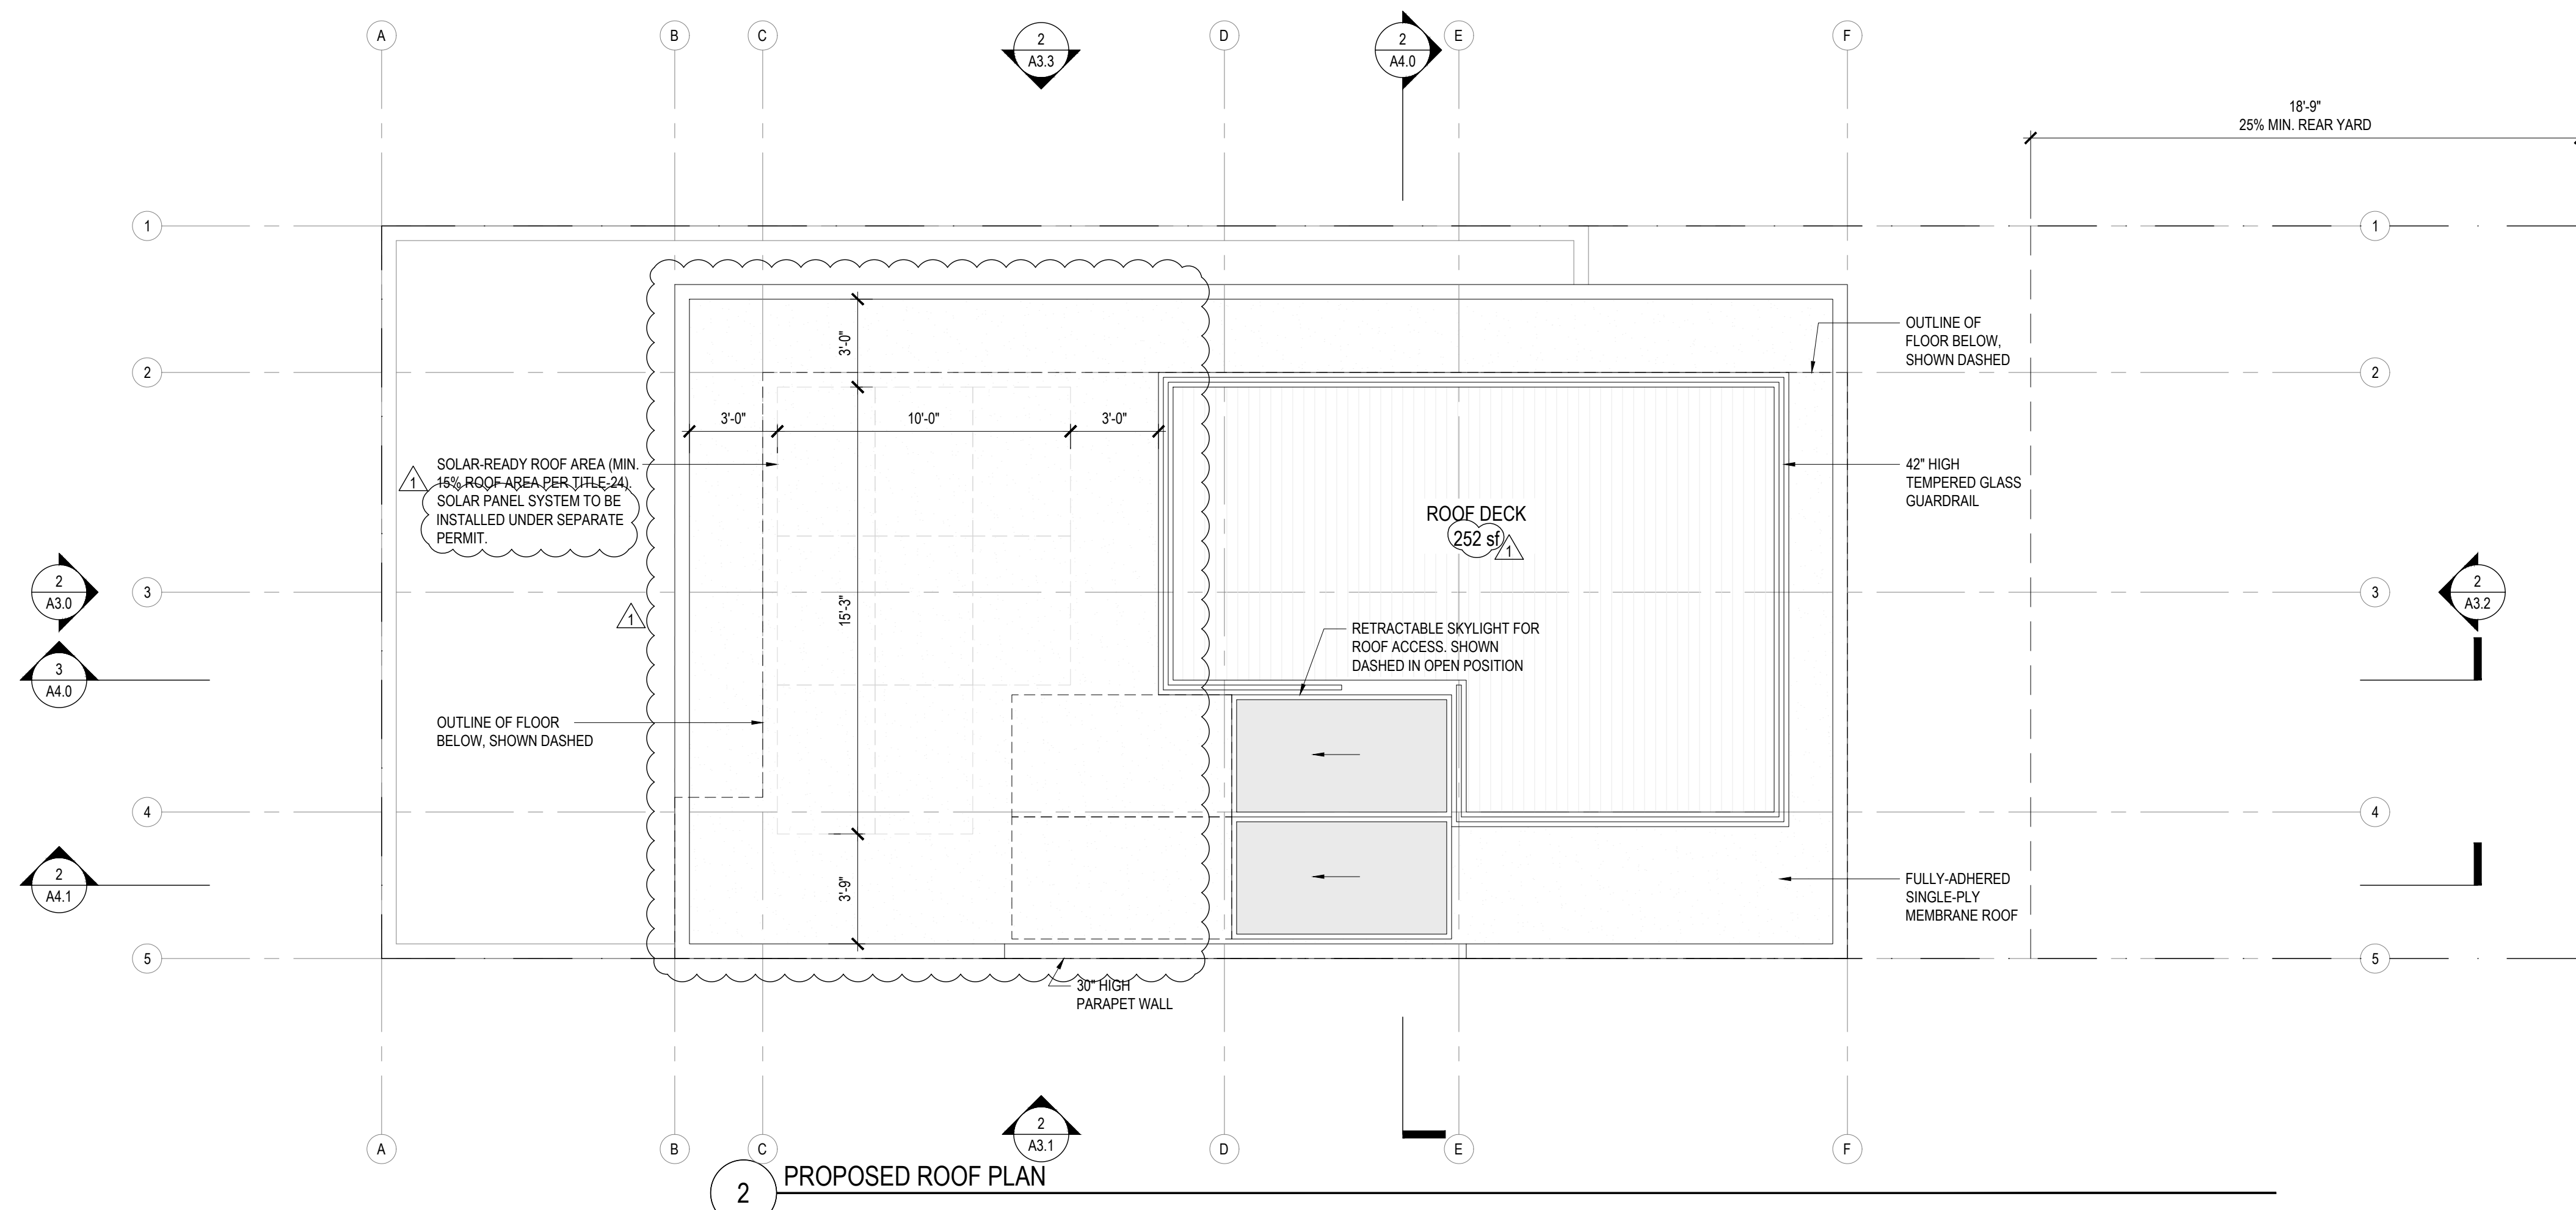 A
B
C
2
A3.3
D
2
A4.0
E
F
18'-9"
25% MIN. REAR YARD
1
1
3'-0"
OUTLINE OF
FLOOR BELOW,
SHOWN DASHED
2
2
3'-0"
10'-0"
3'-0"
SOLAR-READY ROOF AREA (MIN.
15% ROOF AREA PER TITLE-24).
SOLAR PANEL SYSTEM TO BE
INSTALLED UNDER SEPARATE
PERMIT.
1
42" HIGH
TEMPERED GLASS
GUARDRAIL
ROOF DECK
252 sf
1
2
A3.0
3
15'-3"
1
3
2
A3.2
RETRACTABLE SKYLIGHT FOR
ROOF ACCESS. SHOWN
DASHED IN OPEN POSITION
3
A4.0
OUTLINE OF FLOOR
BELOW, SHOWN DASHED
4
4
2
A4.1
3'-9"
FULLY-ADHERED
SINGLE-PLY
MEMBRANE ROOF
5
5
30" HIGH
PARAPET WALL
A
B
C
2
A3.1
D
E
F
2
PROPOSED ROOF PLAN